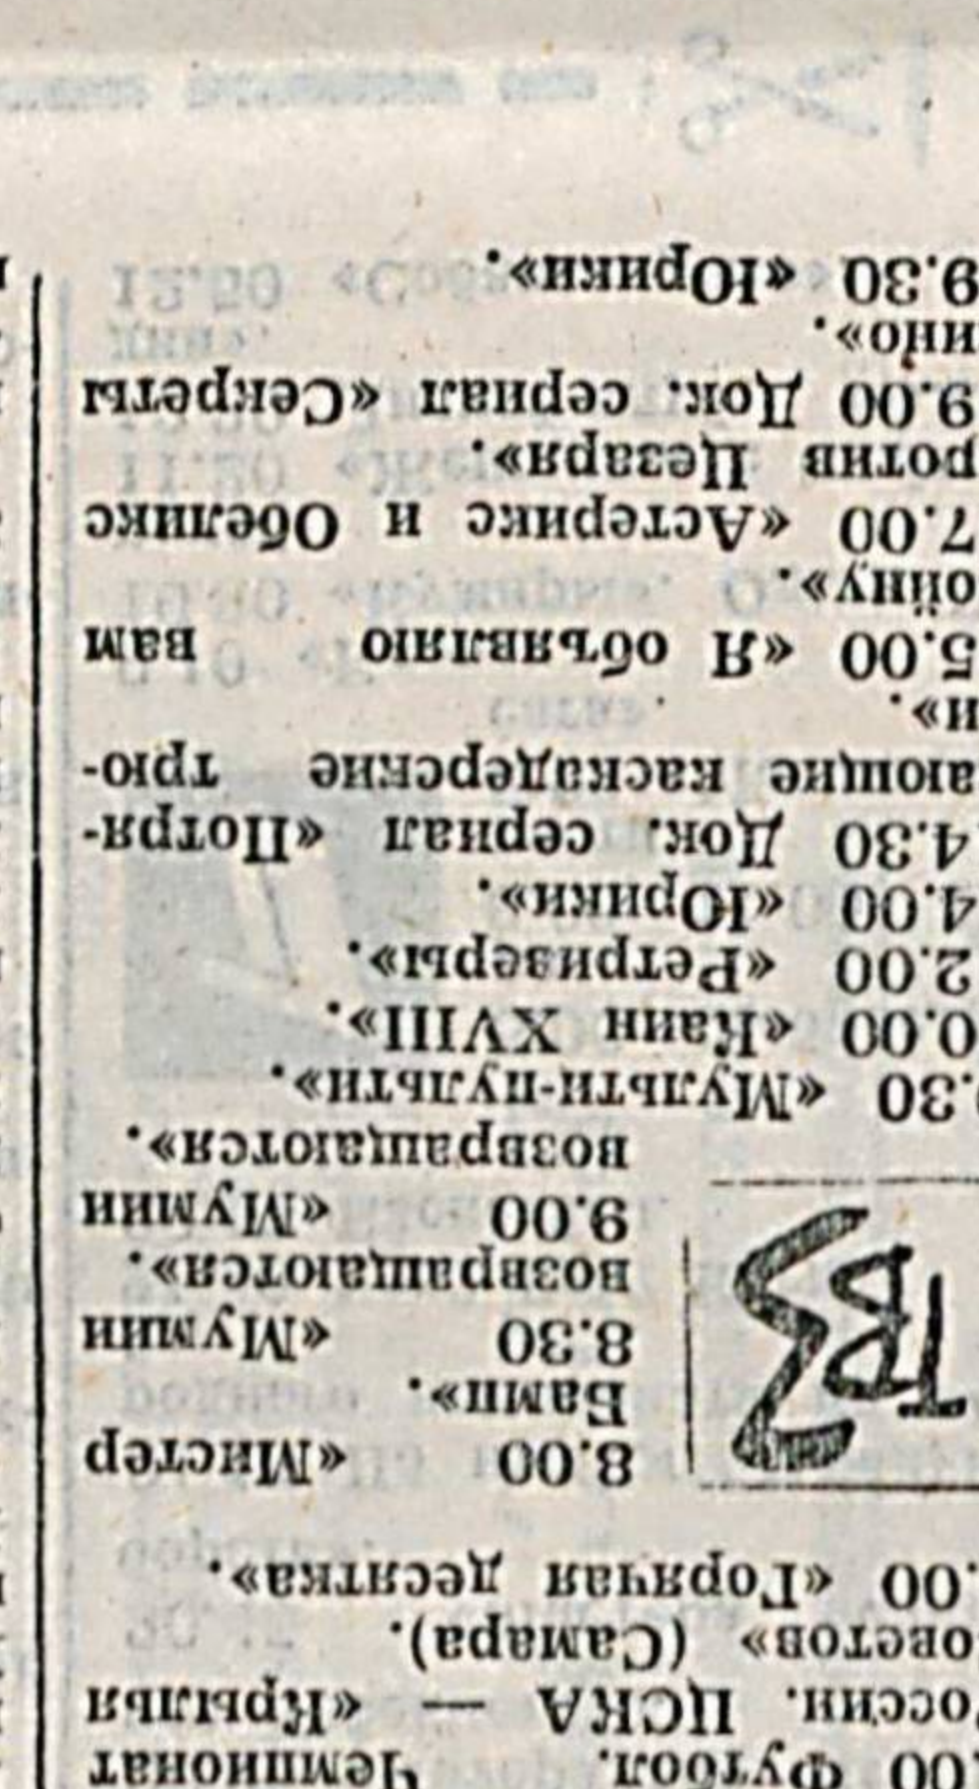 .00 Футбол. Чемпионат
оссии. ЦСКА — «Крылья
оветов» (Самара).
.00 «Горячая десятка».
ТВ3
8.00 «Мистер
Бамп».
8.30 «Мумии
возвращаются».
9.00 «Мумии
возвращаются».
.30 «Мульти-пульти».
0.00 «Каин XVIII».
2.00 «Ретриверы».
4.00 «Юрики».
4.30 Док. сериал «Потря-
ающие каскадерские трю-
и».
5.00 «Я объявляю вам
ойну».
7.00 «Астерикс и Обеликс
ротив Цезаря».
9.00 Док. сериал «Секреты
ино».
9.30 «Юрики».